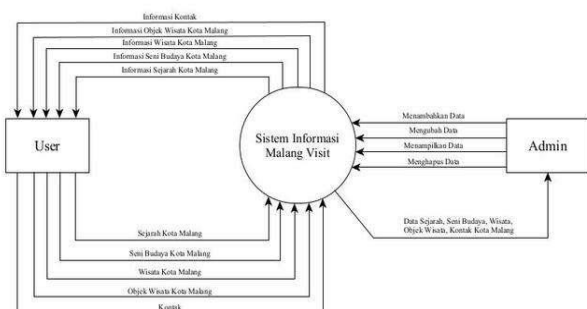 Informasi Kontak
Informasi Objek Wisata Kota Malang
Informasi Wisata Kota Malang
Informasi Seni Budaya Kota Malang
Informasi Sejarah Kota Malang
User
Sistem Informasi
Malang Visit
Menambahkan Data
Mengubah Data
Menampilkan Data
Menghapus Data
Admin
Data Sejarah, Seni Budaya, Wisata,
Objek Wisata, Kontak Kota Malang
Sejarah Kota Malang
Seni Budaya Kota Malang
Wisata Kota Malang
Objek Wisata Kota Malang
Kontak